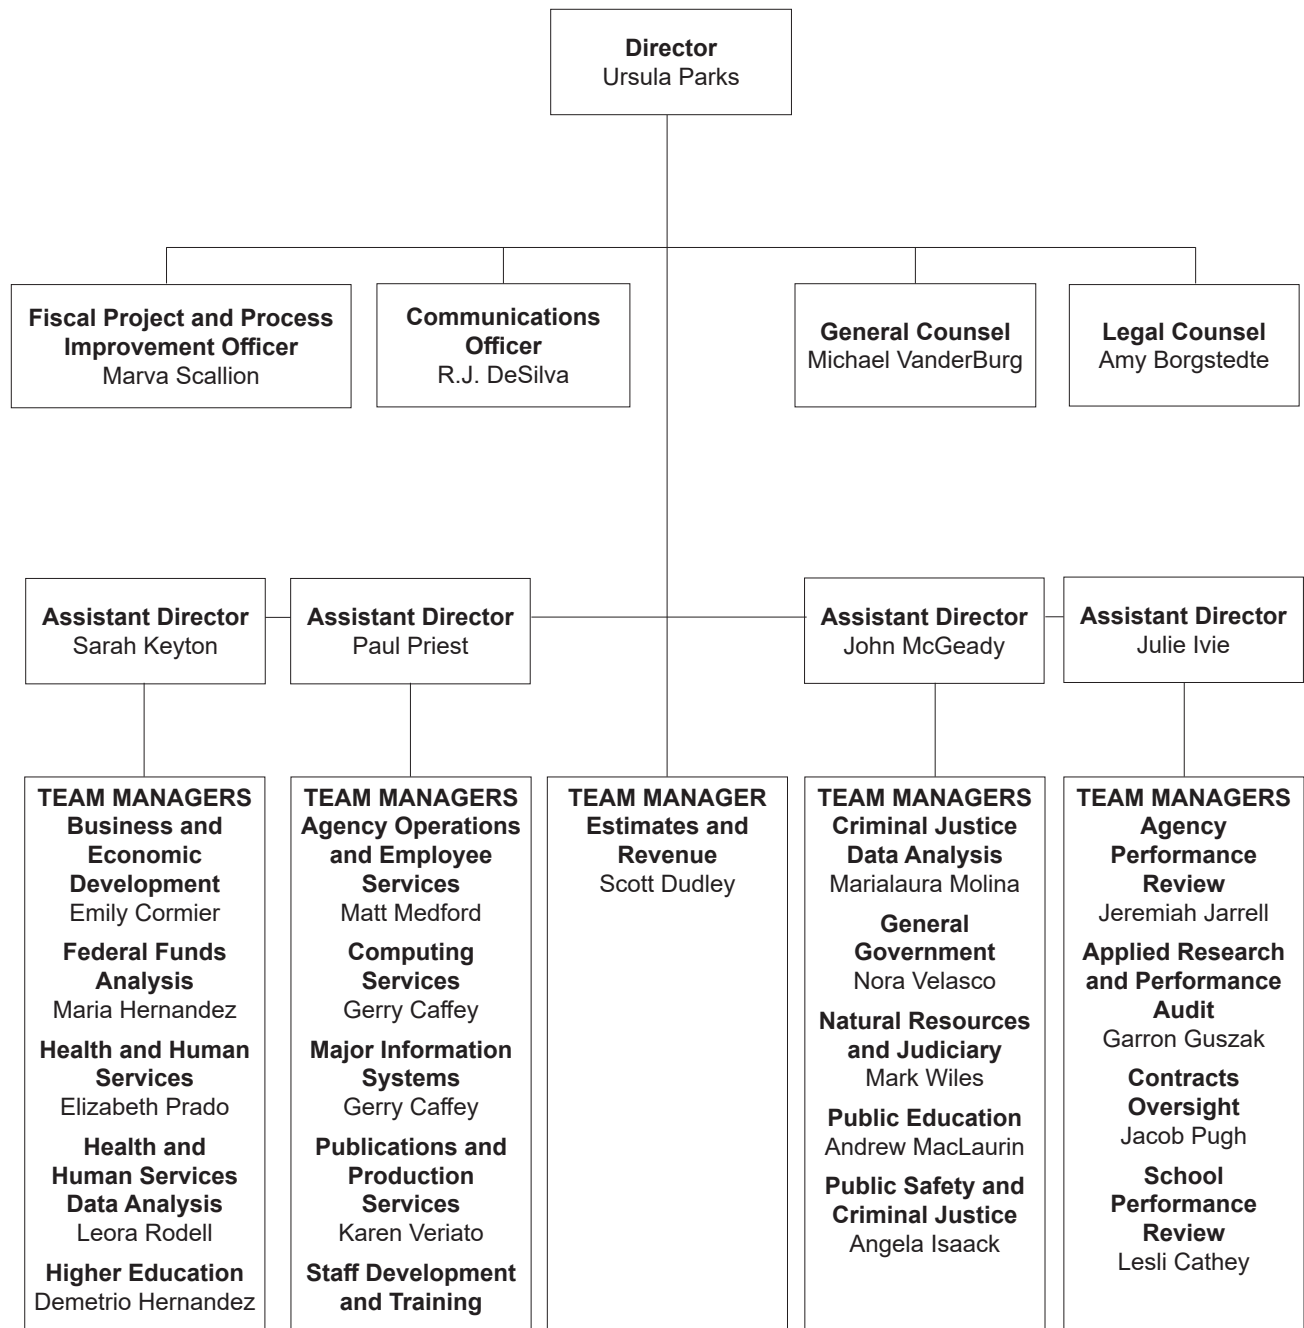 Director
Ursula Parks
Fiscal Project and Process
Improvement Officer
Marva Scallion
Communications
Officer
R.J. DeSilva
General Counsel
Michael VanderBurg
Legal Counsel
Amy Borgstedte
Assistant Director
Sarah Keyton
Assistant Director
Paul Priest
Assistant Director
John McGeady
Assistant Director
Julie Ivie
TEAM MANAGERS
Business and
Economic
Development
Emily Cormier
Federal Funds
Analysis
Maria Hernandez
Health and Human
Services
Elizabeth Prado
Health and
Human Services
Data Analysis
Leora Rodell
Higher Education
Demetrio Hernandez
TEAM MANAGERS
Agency Operations
and Employee
Services
Matt Medford
Computing
Services
Gerry Caffey
Major Information
Systems
Gerry Caffey
Publications and
Production
Services
Karen Veriato
Staff Development
and Training
TEAM MANAGER
Estimates and
Revenue
Scott Dudley
TEAM MANAGERS
Criminal Justice
Data Analysis
Marialaura Molina
General
Government
Nora Velasco
Natural Resources
and Judiciary
Mark Wiles
Public Education
Andrew MacLaurin
Public Safety and
Criminal Justice
Angela Isaack
TEAM MANAGERS
Agency
Performance
Review
Jeremiah Jarrell
Applied Research
and Performance
Audit
Garron Guszak
Contracts
Oversight
Jacob Pugh
School
Performance
Review
Lesli Cathey